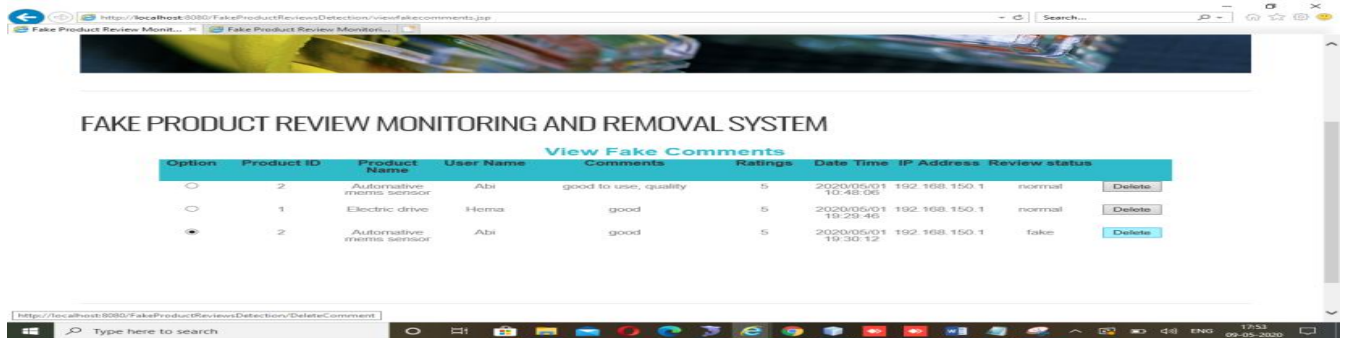 http://localhost:8080/FakeProductReviewsDetection/viewfakecomments.jsp
Search...
Fake Product Review Monit...
Fake Product Review Monitori...
FAKE PRODUCT REVIEW MONITORING AND REMOVAL SYSTEM
View Fake Comments
Option Product ID Product Name User Name Comments Ratings Date Time IP Address Review status
2 Automative mems sensor Abi good to use, quality 5 2020/05/01 10:48:06 192.168.150.1 normal Delete
1 Electric drive Hema good 5 2020/05/01 19:29:46 192.168.150.1 normal Delete
2 Automative mems sensor Abi good 5 2020/05/01 19:30:12 192.168.150.1 fake Delete
http://localhost:8080/FakeProductReviewsDetection/DeleteComment
Type here to search
ENG
17:53
09-05-2020